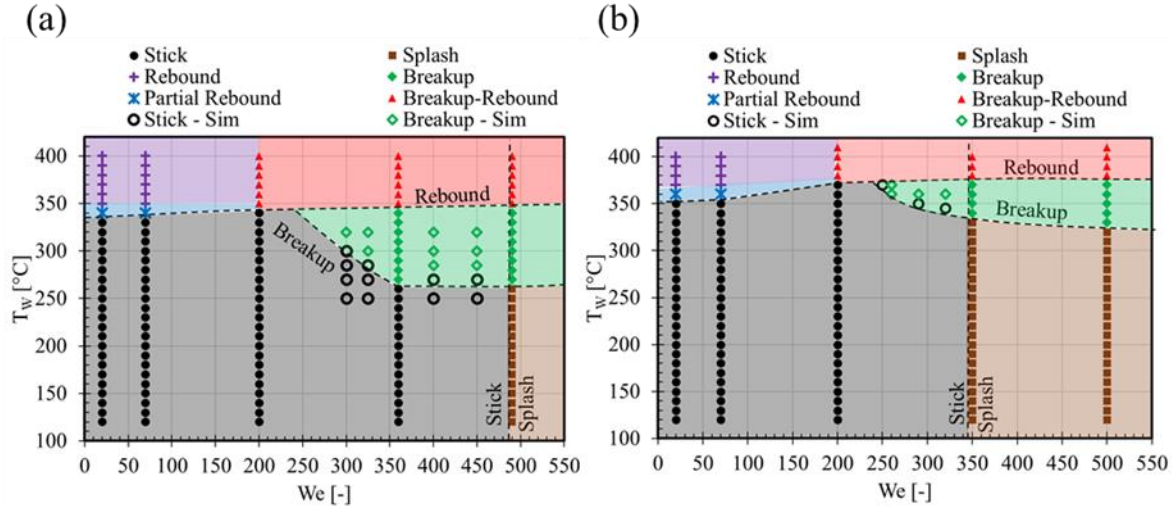 (a)
Stick
Splash
Rebound
Breakup
Partial Rebound
Breakup-Rebound
Stick - Sim
Breakup - Sim
400
350
300
250
200
150
100
T_W [°C]
Rebound
Breakup
Stick
Splash
0 50 100 150 200 250 300 350 400 450 500 550
We [-]
(b)
Stick
Splash
Rebound
Breakup
Partial Rebound
Breakup-Rebound
Stick - Sim
Breakup - Sim
400
350
300
250
200
150
100
T_W [°C]
Rebound
Breakup
Stick
Splash
0 50 100 150 200 250 300 350 400 450 500 550
We [-]